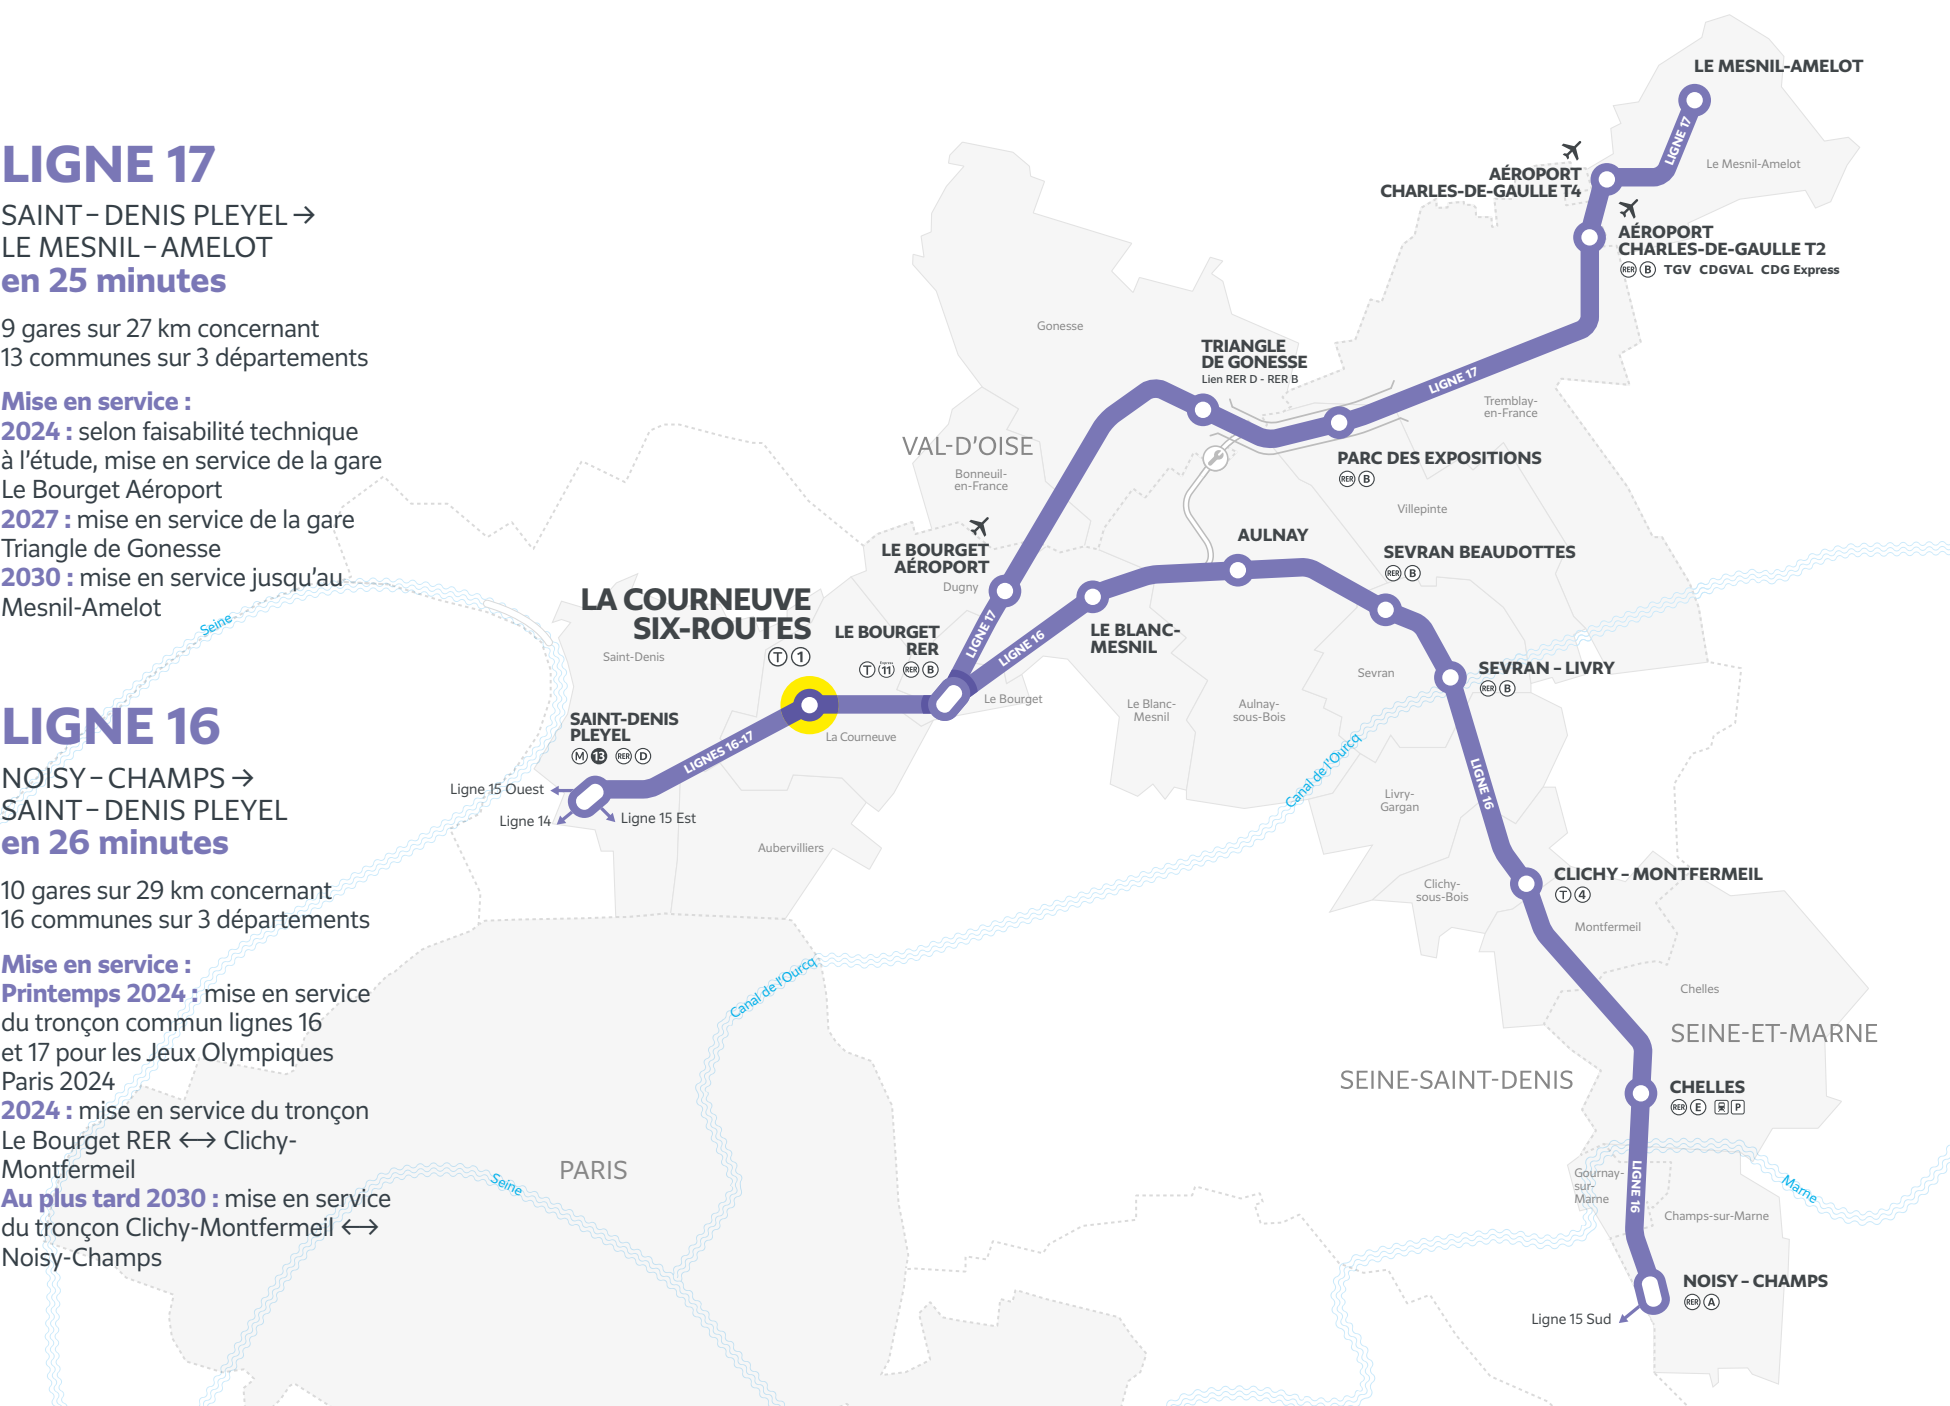 LIGNE 17
SAINT – DENIS PLEYEL →
LE MESNIL – AMELOT
en 25 minutes
9 gares sur 27 km concernant
13 communes sur 3 départements
Mise en service :
2024 : selon faisabilité technique
à l'étude, mise en service de la gare
Le Bourget Aéroport
2027 : mise en service de la gare
Triangle de Gonesse
2030 : mise en service jusqu'au
Mesnil-Amelot
LIGNE 16
NOISY – CHAMPS →
SAINT – DENIS PLEYEL
en 26 minutes
10 gares sur 29 km concernant
16 communes sur 3 départements
Mise en service :
Printemps 2024 : mise en service
du tronçon commun lignes 16
et 17 pour les Jeux Olympiques
Paris 2024
2024 : mise en service du tronçon
Le Bourget RER ⟷ Clichy-
Montfermeil
Au plus tard 2030 : mise en service
du tronçon Clichy-Montfermeil ⟷
Noisy-Champs
LE MESNIL-AMELOT
LIGNE 17
Le Mesnil-Amelot
AÉROPORT
CHARLES-DE-GAULLE T4
AÉROPORT
CHARLES-DE-GAULLE T2
RER B TGV CDGVAL CDG Express
Gonesse
TRIANGLE
DE GONESSE
Lien RER D - RER B
LIGNE 17
Tremblay-
en-France
VAL-D'OISE
Bonneuil-
en-France
PARC DES EXPOSITIONS
RER B
Villepinte
LE BOURGET
AÉROPORT
Dugny
AULNAY
SEVRAN BEAUDOTTES
RER B
LA COURNEUVE
SIX-ROUTES
T 1
LE BOURGET
RER
T Express 11 RER B
LIGNE 17
LIGNE 16
LE BLANC-
MESNIL
Seine
Saint-Denis
Sevran
SEVRAN – LIVRY
RER B
Le Bourget
Le Blanc-
Mesnil
Aulnay-
sous-Bois
SAINT-DENIS
PLEYEL
M 13 RER D
LIGNES 16-17
La Courneuve
Canal de l'Ourcq
LIGNE 16
Ligne 15 Ouest
Ligne 14
Ligne 15 Est
Livry-
Gargan
Aubervilliers
Clichy-
sous-Bois
CLICHY – MONTFERMEIL
T 4
Montfermeil
Canal de l'Ourcq
Chelles
SEINE-ET-MARNE
SEINE-SAINT-DENIS
CHELLES
RER E P
PARIS
Seine
Gournay-
sur-
Marne
LIGNE 16
Marne
Champs-sur-Marne
NOISY – CHAMPS
RER A
Ligne 15 Sud